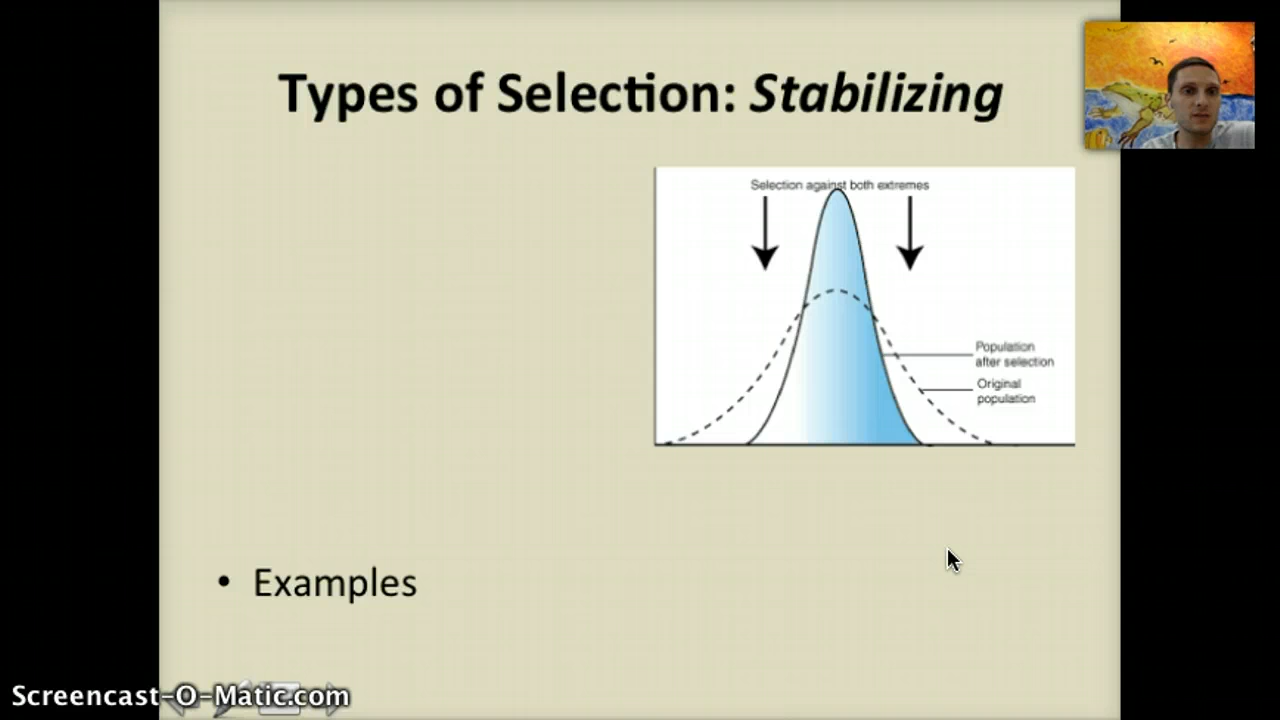 Types of Selection: Stabilizing
Selection against both extremes
Population
after selection
Original
population
• Examples
Screencast-O-Matic.com